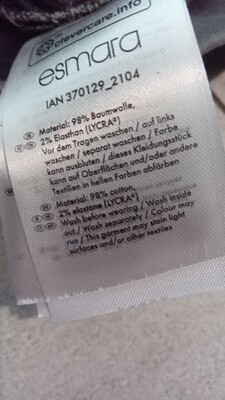 clevercare.info
esmara
IAN 370129_2104
DE AT CH Material: 98% Baumwolle,
2% Elasthan (LYCRA®)
Vor dem Tragen waschen / auf links
waschen / separat waschen / Farbe
kann ausbluten / dieses Kleidungsstück
kann auf Oberflächen und/oder andere
Textilien in hellen Farben abfärben
Material: 98% cotton,
2% elastane (LYCRA®)
Wash before wearing / Wash inside
out / Wash separately / Colour may
run / This garment may stain light
surfaces and/or other textiles